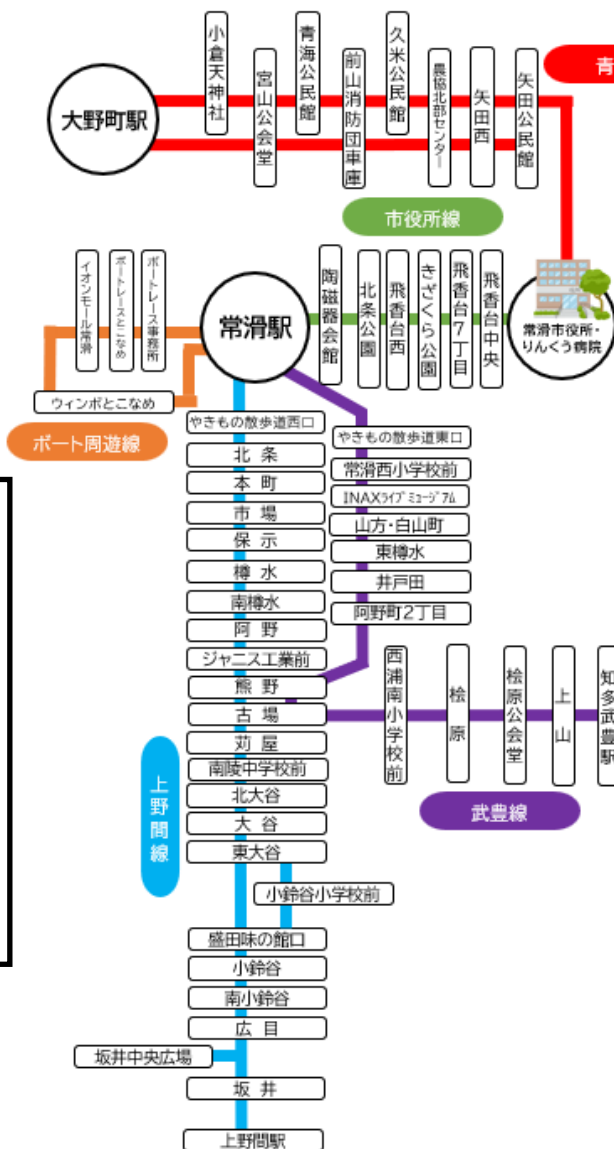 小倉天神社
宮山公会堂
青海公民館
前山消防団車庫
久米公民館
農協北部センター
矢田西
矢田公民館
青
大野町駅
市役所線
イオンモール常滑
ボートレースとこなめ
ボートレース事務所
常滑駅
陶磁器会館
北条公園
飛香台西
きざくら公園
飛香台7丁目
飛香台中央
常滑市役所・
りんくう病院
ウィンボとこなめ
ボート周遊線
やきもの散歩道西口
北条
本町
市場
保示
樽水
南樽水
阿野
ジャニス工業前
熊野
古場
苅屋
南陵中学校前
北大谷
大谷
東大谷
小鈴谷小学校前
盛田味の館口
小鈴谷
南小鈴谷
広目
坂井中央広場
坂井
上野間駅
上野間線
やきもの散歩道東口
常滑西小学校前
INAXライブミュージアム
山方・白山町
東樽水
井戸田
阿野町2丁目
西浦南小学校前
桧原
桧原公会堂
上山
知多武豊駅
武豊線